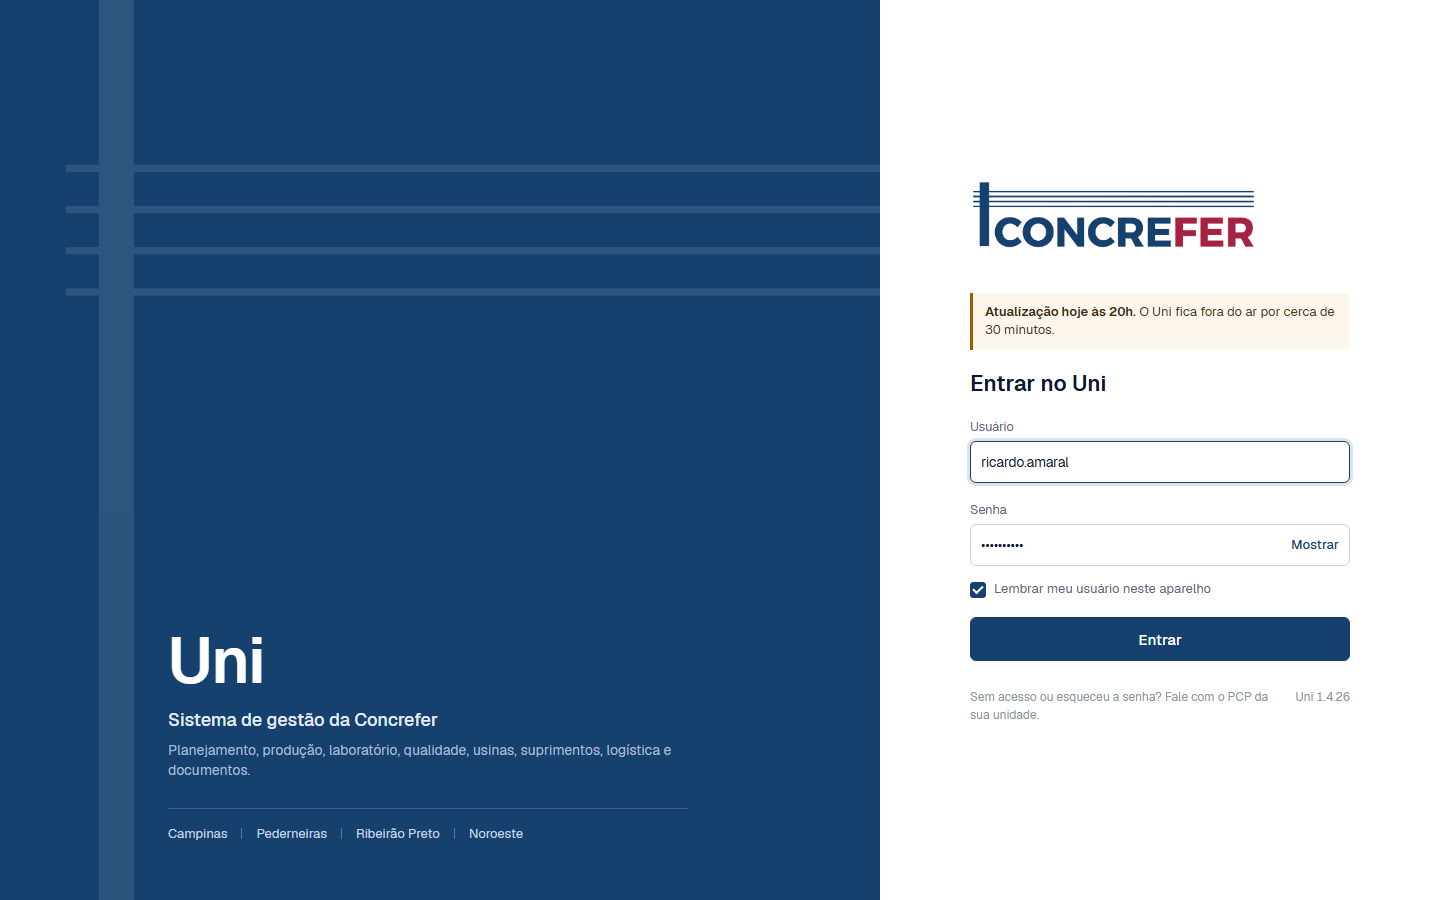 Uni
Sistema de gestão da Concrefer
Planejamento, produção, laboratório, qualidade, usinas, suprimentos, logística e
documentos.
Campinas
Pederneiras
Ribeirão Preto
Noroeste
CONCREFER
Atualização hoje às 20h. O Uni fica fora do ar por cerca de
30 minutos.
Entrar no Uni
Usuário
ricardo.amaral
Senha
••••••••••
Mostrar
Lembrar meu usuário neste aparelho
Entrar
Sem acesso ou esqueceu a senha? Fale com o PCP da
sua unidade.
Uni 1.4.26